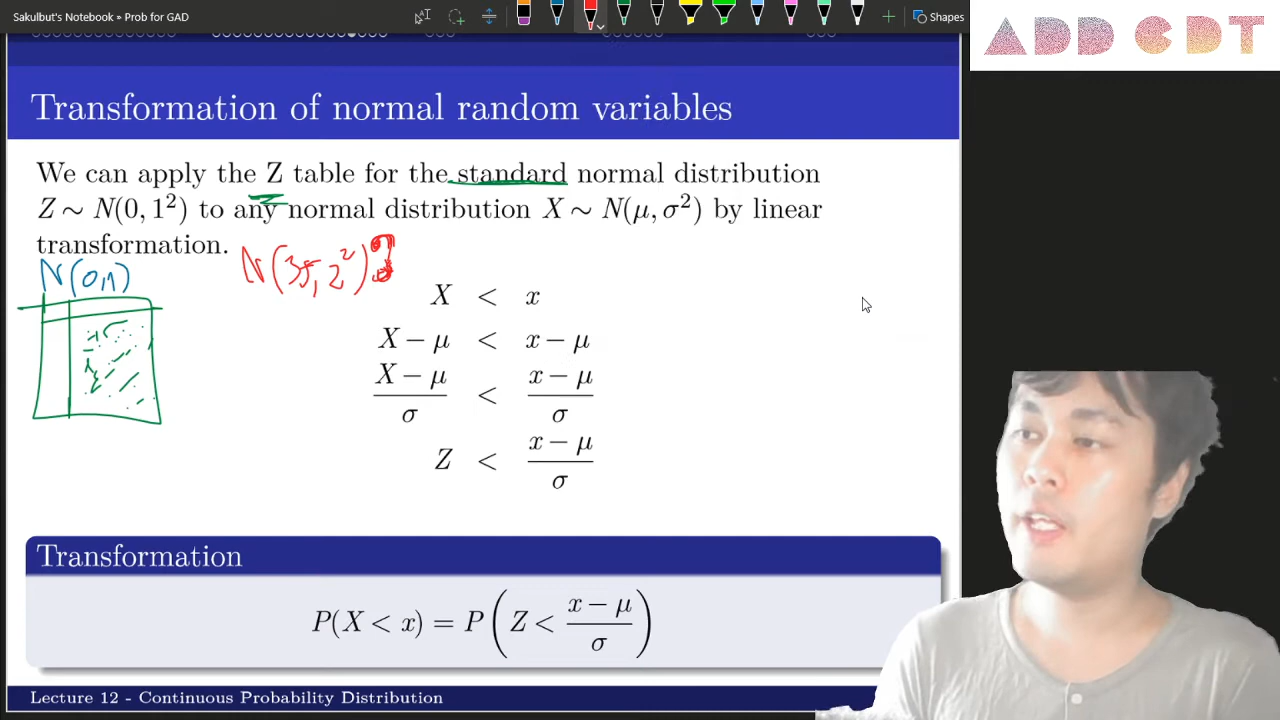 Sakulbut's Notebook » Prob for GAD
Shapes
ADD CDT
Transformation of normal random variables
We can apply the Z table for the standard normal distribution
Z ∼ N(0, 1²) to any normal distribution X ∼ N(μ, σ²) by linear
transformation.
N(0,1)
N(35, 2²)?
X < x
X − μ < x − μ
(X − μ)/σ < (x − μ)/σ
Z < (x − μ)/σ
Transformation
P(X < x) = P(Z < (x − μ)/σ)
Lecture 12 - Continuous Probability Distribution